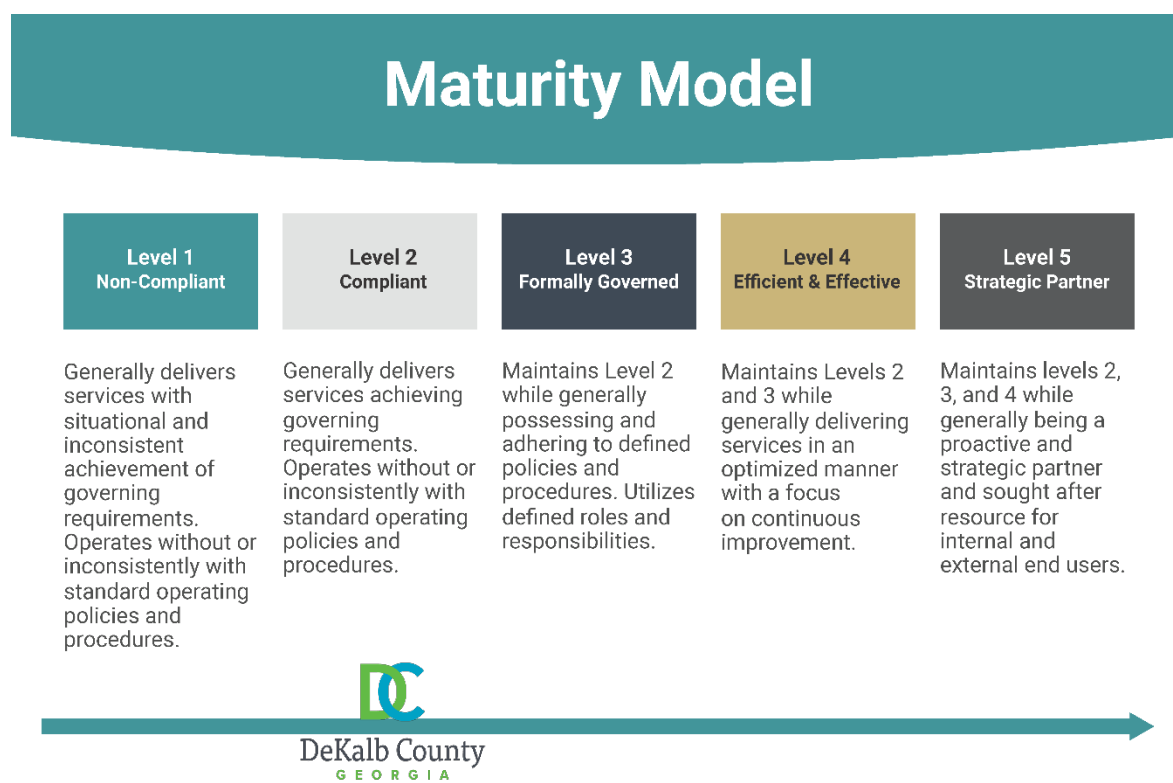 Maturity Model
Level 1
Non-Compliant
Generally delivers
services with
situational and
inconsistent
achievement of
governing
requirements.
Operates without or
inconsistently with
standard operating
policies and
procedures.
Level 2
Compliant
Generally delivers
services achieving
governing
requirements.
Operates without or
inconsistently with
standard operating
policies and
procedures.
Level 3
Formally Governed
Maintains Level 2
while generally
possessing and
adhering to defined
policies and
procedures. Utilizes
defined roles and
responsibilities.
Level 4
Efficient & Effective
Maintains Levels 2
and 3 while
generally delivering
services in an
optimized manner
with a focus
on continuous
improvement.
Level 5
Strategic Partner
Maintains levels 2,
3, and 4 while
generally being a
proactive and
strategic partner
and sought after
resource for
internal and
external end users.
DC
DeKalb County
GEORGIA